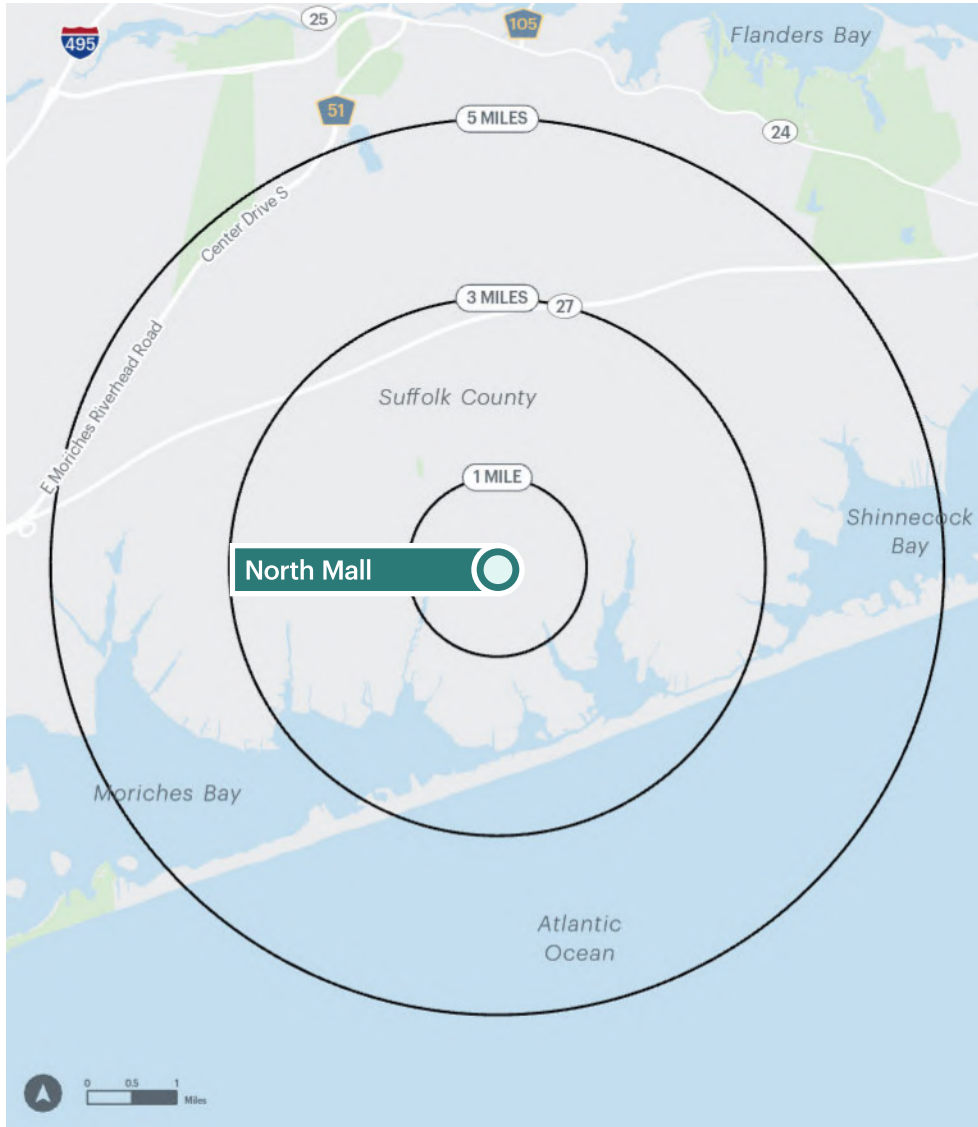 25
105
495
Flanders Bay
51
5 MILES
24
Center Drive S
3 MILES
27
E Moriches Riverhead Road
Suffolk County
1 MILE
Shinnecock
Bay
North Mall
Moriches Bay
Atlantic
Ocean
0 0.5 1
Miles